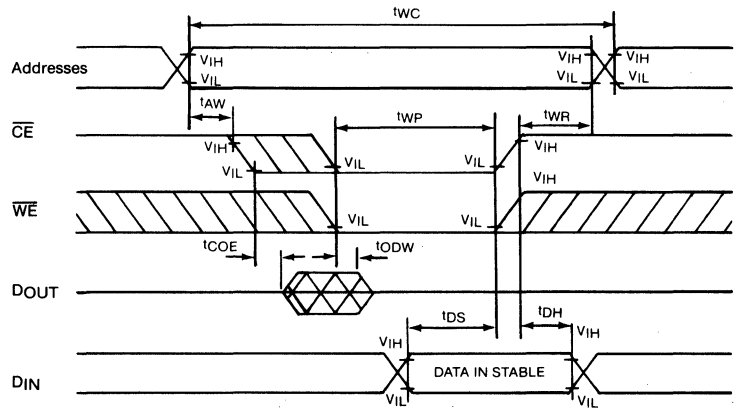 tWC
Addresses
VIH
VIL
VIH
VIL
VIH
VIL
tAW
tWP
tWR
CE
VIH
VIL
VIL
VIL
VIH
VIH
WE
VIL
VIL
tCOE
tODW
DOUT
tDS
tDH
VIH
VIH
DIN
DATA IN STABLE
VIL
VIL